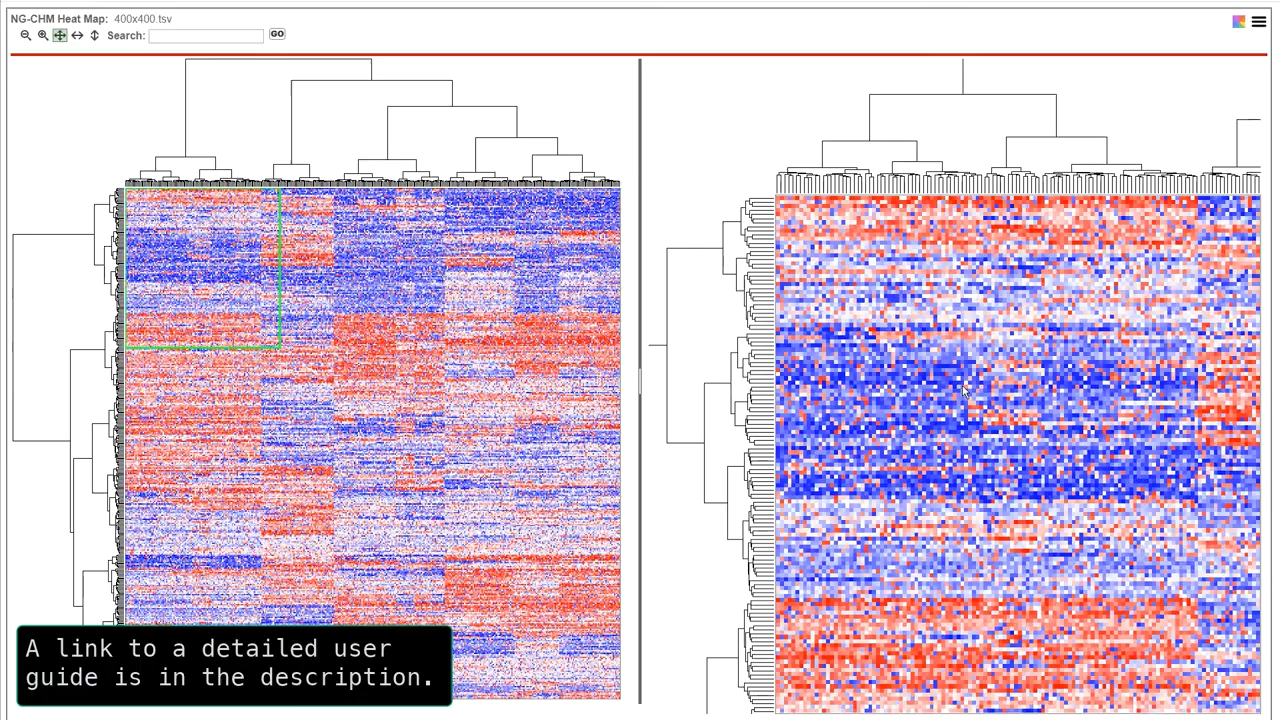 NG-CHM Heat Map: 400x400.tsv
Search: GO
A link to a detailed user
guide is in the description.